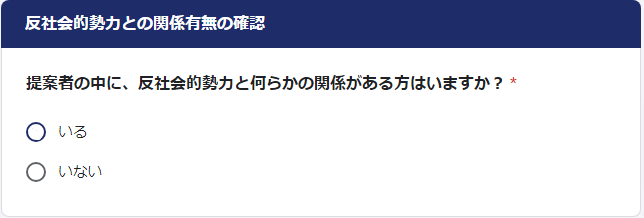 反社会的勢力との関係有無の確認
提案者の中に、反社会的勢力と何らかの関係がある方はいますか？ *
いる
いない